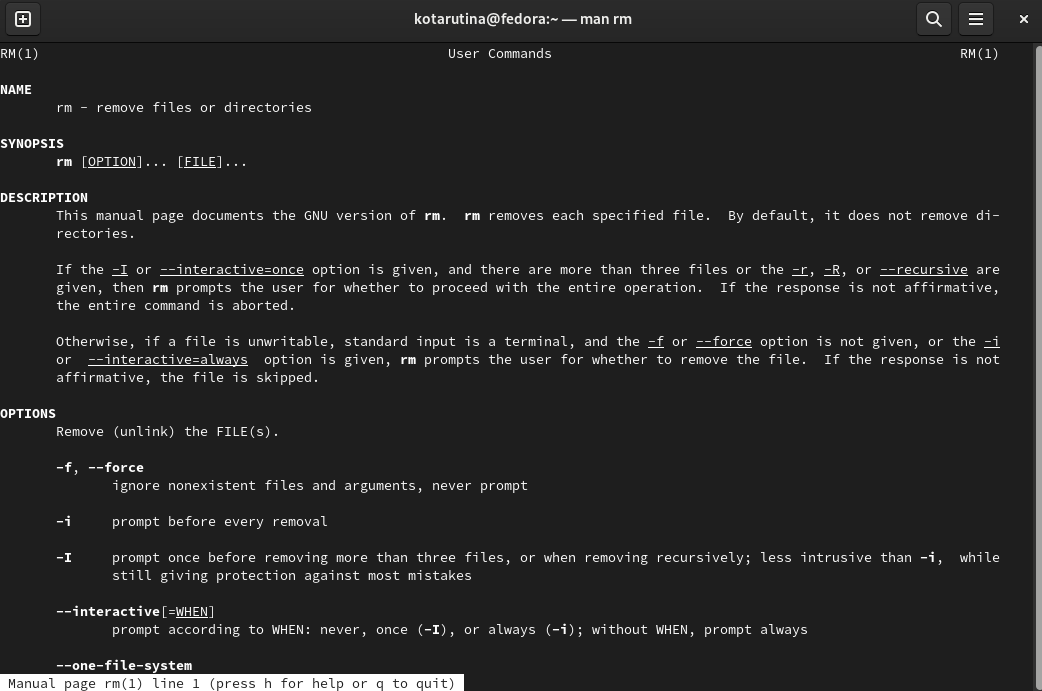 kotarutina@fedora:~ — man rm
RM(1) User Commands RM(1)
NAME
rm - remove files or directories
SYNOPSIS
rm [OPTION]... [FILE]...
DESCRIPTION
This manual page documents the GNU version of rm.  rm removes each specified file.  By default, it does not remove di-
rectories.
If the -I or --interactive=once option is given, and there are more than three files or the -r, -R, or --recursive are
given, then rm prompts the user for whether to proceed with the entire operation.  If the response is not affirmative,
the entire command is aborted.
Otherwise, if a file is unwritable, standard input is a terminal, and the -f or --force option is not given, or the -i
or  --interactive=always  option is given, rm prompts the user for whether to remove the file.  If the response is not
affirmative, the file is skipped.
OPTIONS
Remove (unlink) the FILE(s).
-f, --force
ignore nonexistent files and arguments, never prompt
-i     prompt before every removal
-I     prompt once before removing more than three files, or when removing recursively; less intrusive than -i,  while
still giving protection against most mistakes
--interactive[=WHEN]
prompt according to WHEN: never, once (-I), or always (-i); without WHEN, prompt always
--one-file-system
Manual page rm(1) line 1 (press h for help or q to quit)